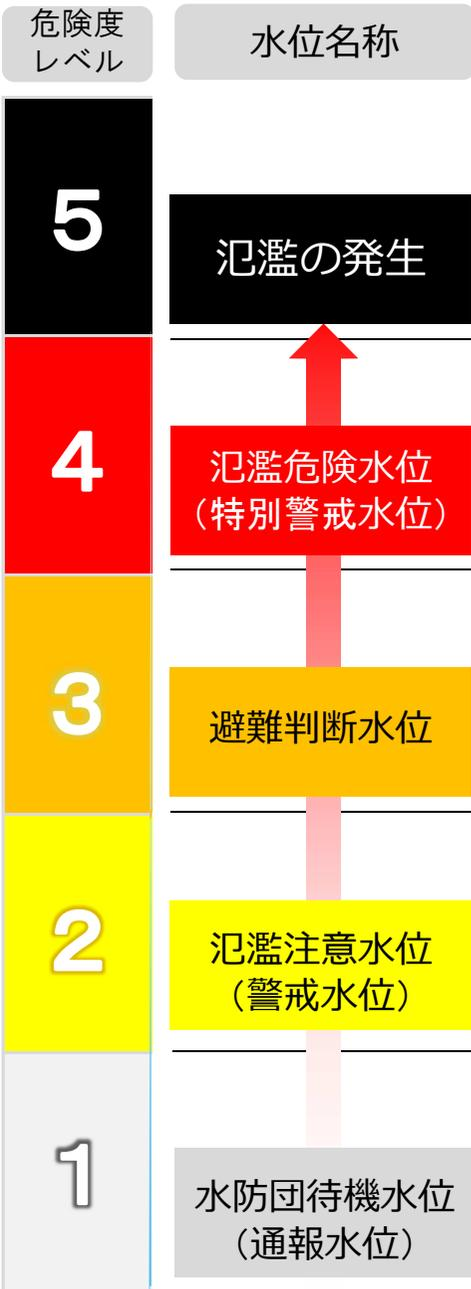 危険度
レベル
水位名称
5
氾濫の発生
4
氾濫危険水位
（特別警戒水位）
3
避難判断水位
2
氾濫注意水位
（警戒水位）
1
水防団待機水位
（通報水位）